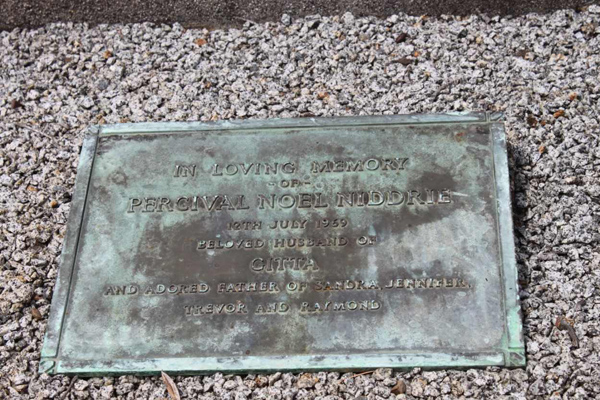 IN LOVING MEMORY
- OF -
PERCIVAL NOEL NIDDRIE
12TH JULY 1959
BELOVED HUSBAND OF
GITTA
AND ADORED FATHER OF SANDRA, JENNIFER,
TREVOR AND RAYMOND